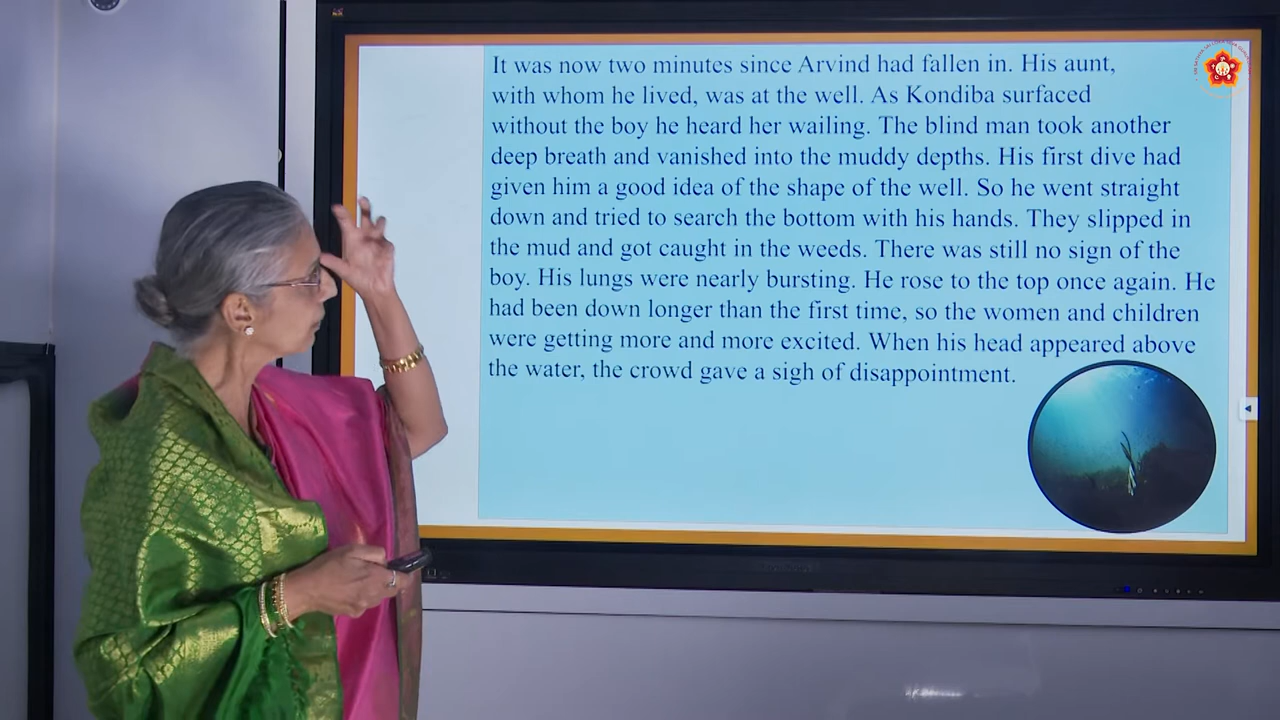 It was now two minutes since Arvind had fallen in. His aunt,
with whom he lived, was at the well. As Kondiba surfaced
without the boy he heard her wailing. The blind man took another
deep breath and vanished into the muddy depths. His first dive had
given him a good idea of the shape of the well. So he went straight
down and tried to search the bottom with his hands. They slipped in
the mud and got caught in the weeds. There was still no sign of the
boy. His lungs were nearly bursting. He rose to the top once again. He
had been down longer than the first time, so the women and children
were getting more and more excited. When his head appeared above
the water, the crowd gave a sigh of disappointment.